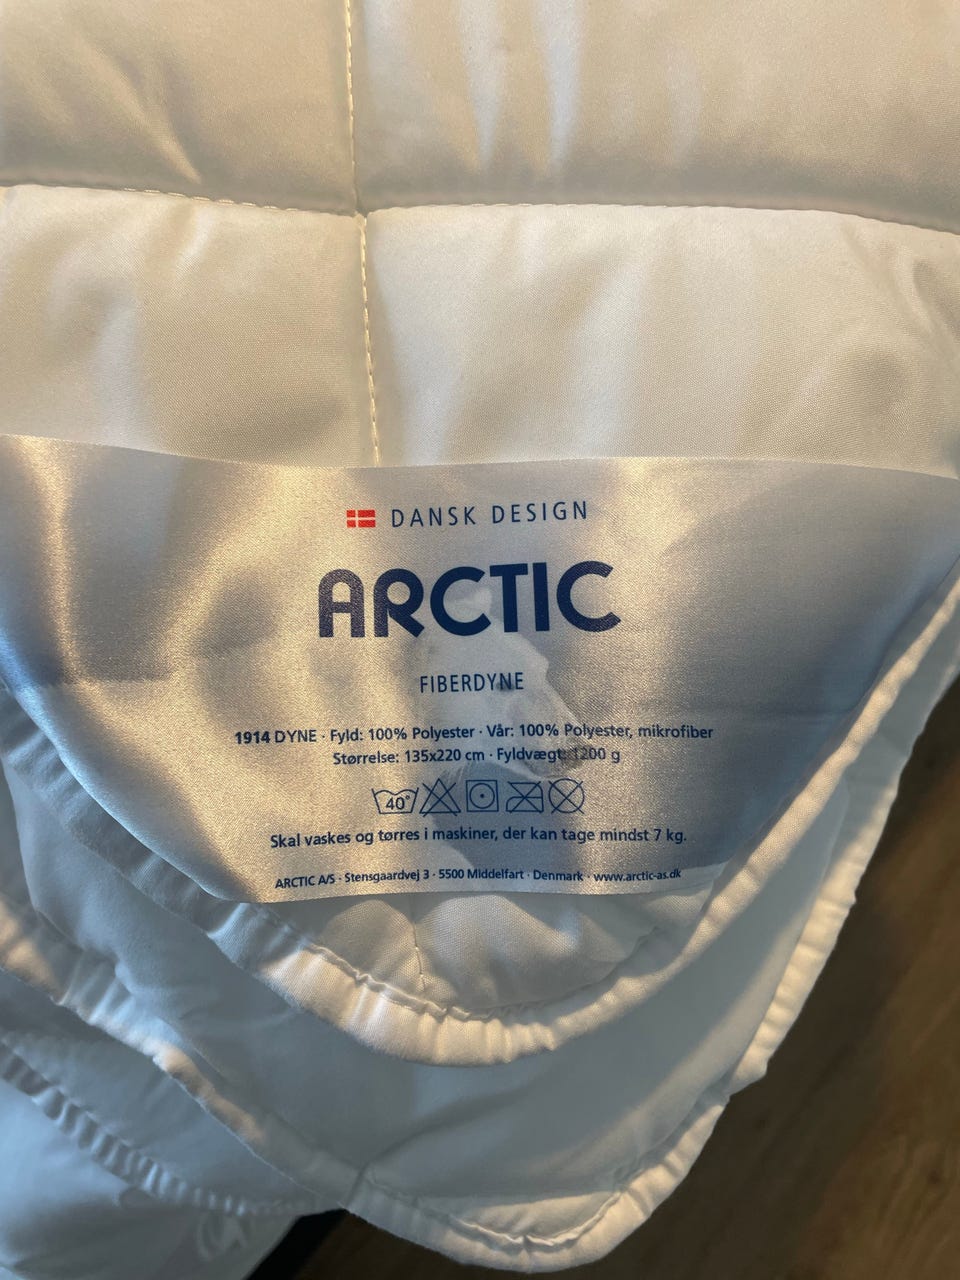 DANSK DESIGN
ARCTIC
FIBERDYNE
1914 DYNE · Fyld: 100% Polyester · Vår: 100% Polyester, mikrofiber
Størrelse: 135x220 cm · Fyldvægt: 1200 g
40°
Skal vaskes og tørres i maskiner, der kan tage mindst 7 kg.
ARCTIC A/S · Stensgaardvej 3 · 5500 Middelfart · Denmark · www.arctic-as.dk